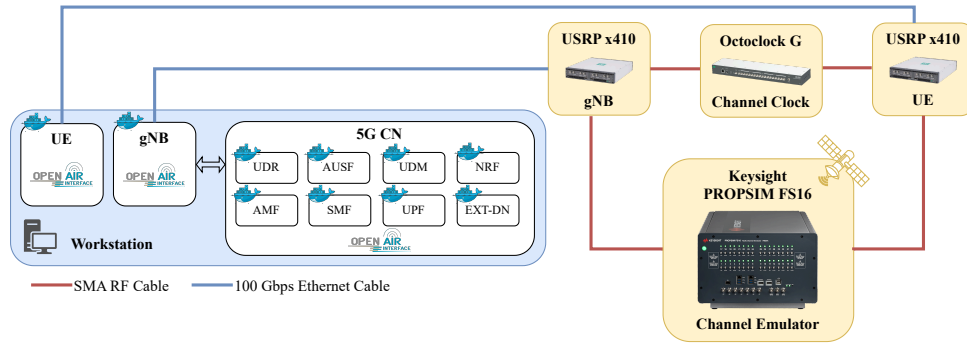 USRP x410
gNB
Octoclock G
Channel Clock
USRP x410
UE
UE
OPEN AIR
INTERFACE
gNB
OPEN AIR
INTERFACE
5G CN
UDR
AUSF
UDM
NRF
AMF
SMF
UPF
EXT-DN
OPEN AIR
INTERFACE
Workstation
Keysight
PROPSIM FS16
Channel Emulator
SMA RF Cable
100 Gbps Ethernet Cable